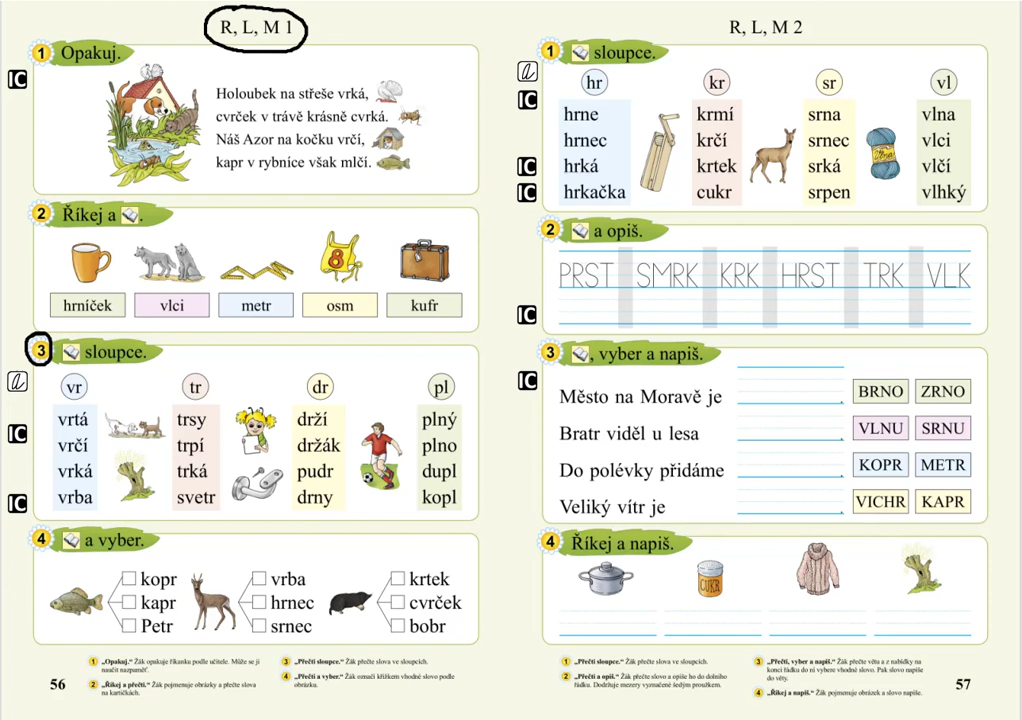 R, L, M 1
1 Opakuj.
IC
Holoubek na střeše vrká,
cvrček v trávě krásně cvrká.
Náš Azor na kočku vrčí,
kapr v rybníce však mlčí.
2 Říkej a .
8
hrníček vlci metr osm kufr
3 sloupce.
a
vr tr dr pl
vrtá trsy drží plný
vrčí trpí držák plno
IC
vrká trká pudr dupl
vrba svetr drny kopl
IC
4 a vyber.
kopr vrba krtek
kapr hrnec cvrček
Petr srnec bobr
1 „Opakuj.“ Žák opakuje říkanku podle učitele. Může se ji
naučit nazpaměť.
2 „Říkej a přečti.“ Žák pojmenuje obrázky a přečte slova
na kartičkách.
3 „Přečti sloupce.“ Žák přečte slova ve sloupcích.
4 „Přečti a vyber.“ Žák označí křížkem vhodné slovo podle
obrázku.
56
R, L, M 2
1 sloupce.
a
hr kr sr vl
IC
hrne krmí srna vlna
hrnec krčí srnec vlci
IC
hrká krtek srká vlčí
IC
hrkačka cukr srpen vlhký
2 a opiš.
PRST SMRK KRK HRST TRK VLK
IC
3 , vyber a napiš.
IC
Město na Moravě je . BRNO ZRNO
Bratr viděl u lesa . VLNU SRNU
Do polévky přidáme . KOPR METR
Veliký vítr je . VICHR KAPR
4 Říkej a napiš.
CUKR
1 „Přečti sloupce.“ Žák přečte slova ve sloupcích.
2 „Přečti a opiš.“ Žák přečte slovo a opíše ho do dolního
řádku. Dodržuje mezery vyznačené šedým proužkem.
3 „Přečti, vyber a napiš.“ Žák přečte větu a z nabídky na
konci řádku do ní vybere vhodné slovo. Pak slovo napíše
do věty.
4 „Říkej a napiš.“ Žák pojmenuje obrázek a slovo napíše.
57